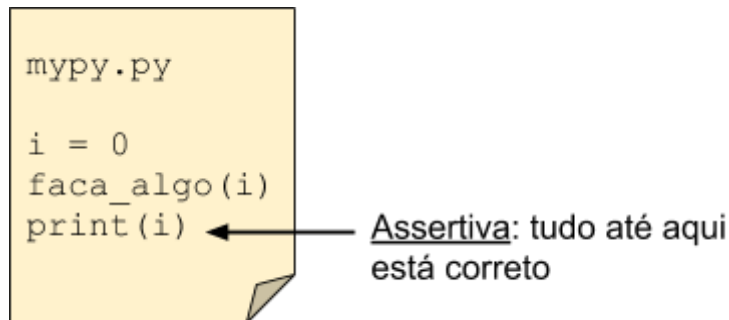 mypy.py
i = 0
faca_algo(i)
print(i)
Assertiva: tudo até aqui
está correto